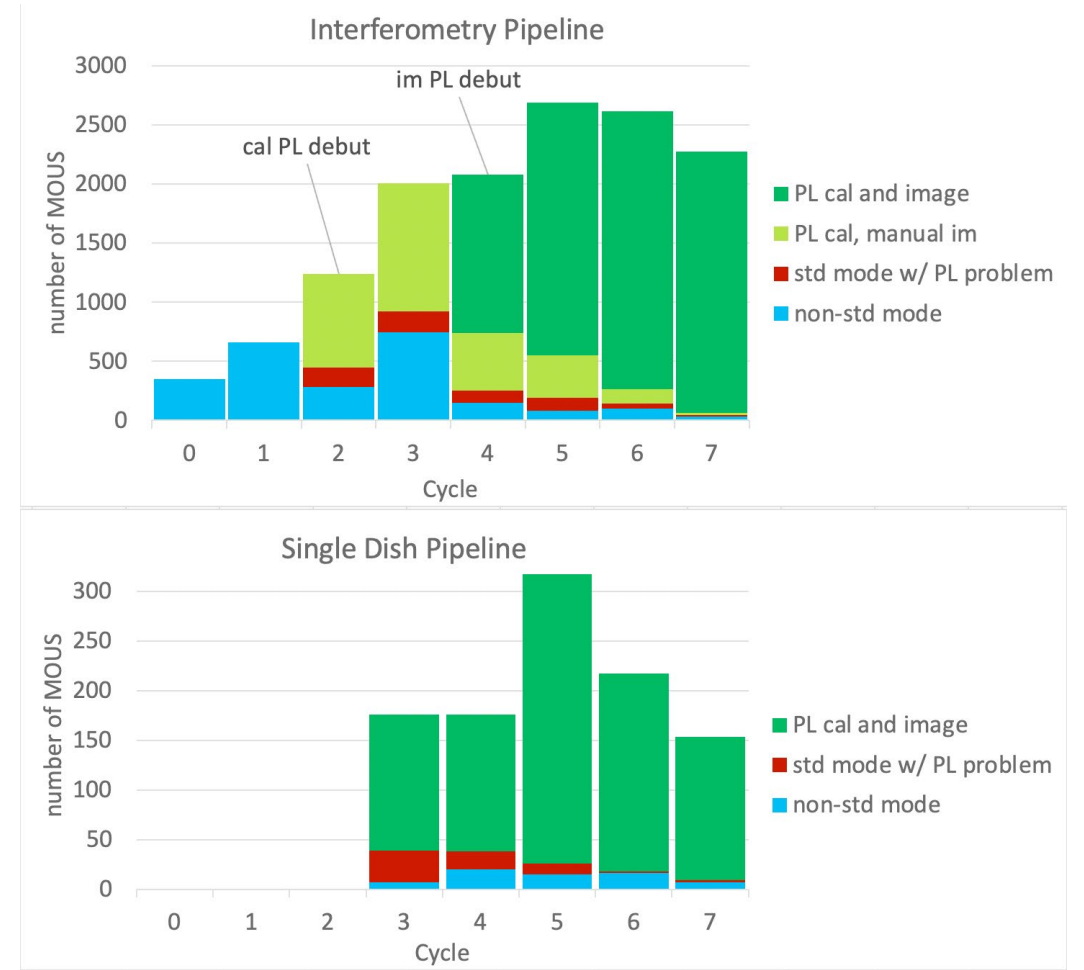 Interferometry Pipeline
3000
im PL debut
2500
cal PL debut
2000
1500
1000
500
0
number of MOUS
PL cal and image
PL cal, manual im
std mode w/ PL problem
non-std mode
0 1 2 3 4 5 6 7
Cycle
Single Dish Pipeline
300
250
200
150
100
50
0
number of MOUS
PL cal and image
std mode w/ PL problem
non-std mode
0 1 2 3 4 5 6 7
Cycle